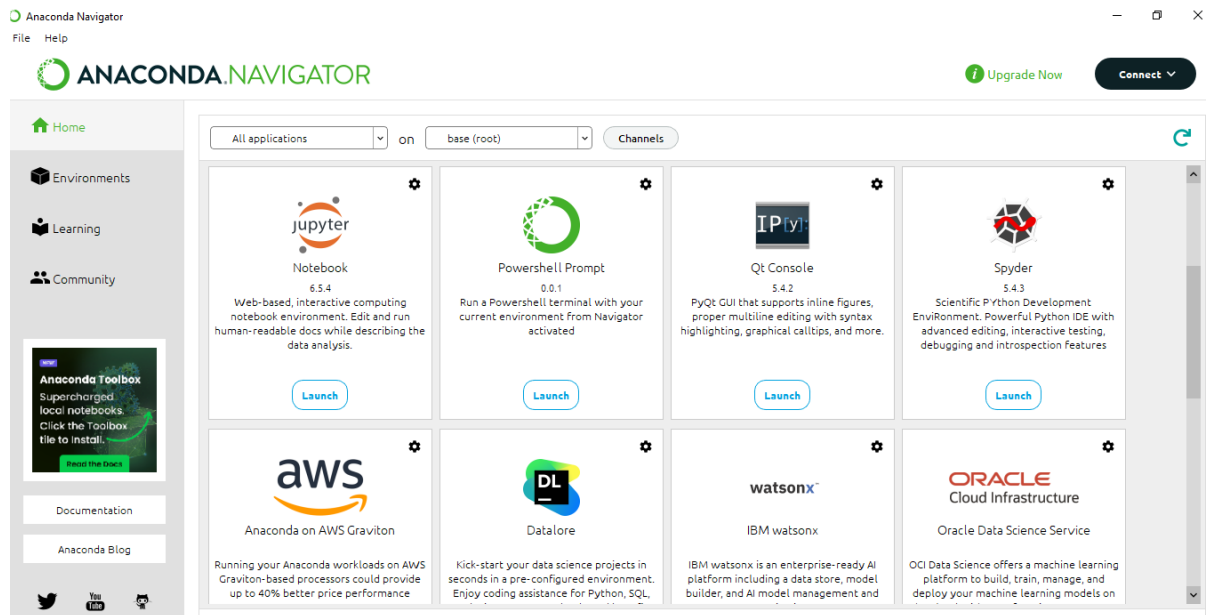 Anaconda Navigator
File Help
ANACONDA.NAVIGATOR
i Upgrade Now
Connect
Home
Environments
Learning
Community
NEW!
Anaconda Toolbox
Supercharged
local notebooks.
Click the Toolbox
tile to Install.
Read the Docs
Documentation
Anaconda Blog
You
Tube
All applications on base (root) Channels
jupyter
Notebook
6.5.4
Web-based, interactive computing
notebook environment. Edit and run
human-readable docs while describing the
data analysis.
Launch
Powershell Prompt
0.0.1
Run a Powershell terminal with your
current environment from Navigator
activated
Launch
IP[y]:
Qt Console
5.4.2
PyQt GUI that supports inline figures,
proper multiline editing with syntax
highlighting, graphical calltips, and more.
Launch
Spyder
5.4.3
Scientific PYthon Development
EnviRonment. Powerful Python IDE with
advanced editing, interactive testing,
debugging and introspection features
Launch
aws
Anaconda on AWS Graviton
Running your Anaconda workloads on AWS
Graviton-based processors could provide
up to 40% better price performance
DL
Datalore
Kick-start your data science projects in
seconds in a pre-configured environment.
Enjoy coding assistance for Python, SQL,
watsonx
IBM watsonx
IBM watsonx is an enterprise-ready AI
platform including a data store, model
builder, and AI model management and
ORACLE
Cloud Infrastructure
Oracle Data Science Service
OCI Data Science offers a machine learning
platform to build, train, manage, and
deploy your machine learning models on